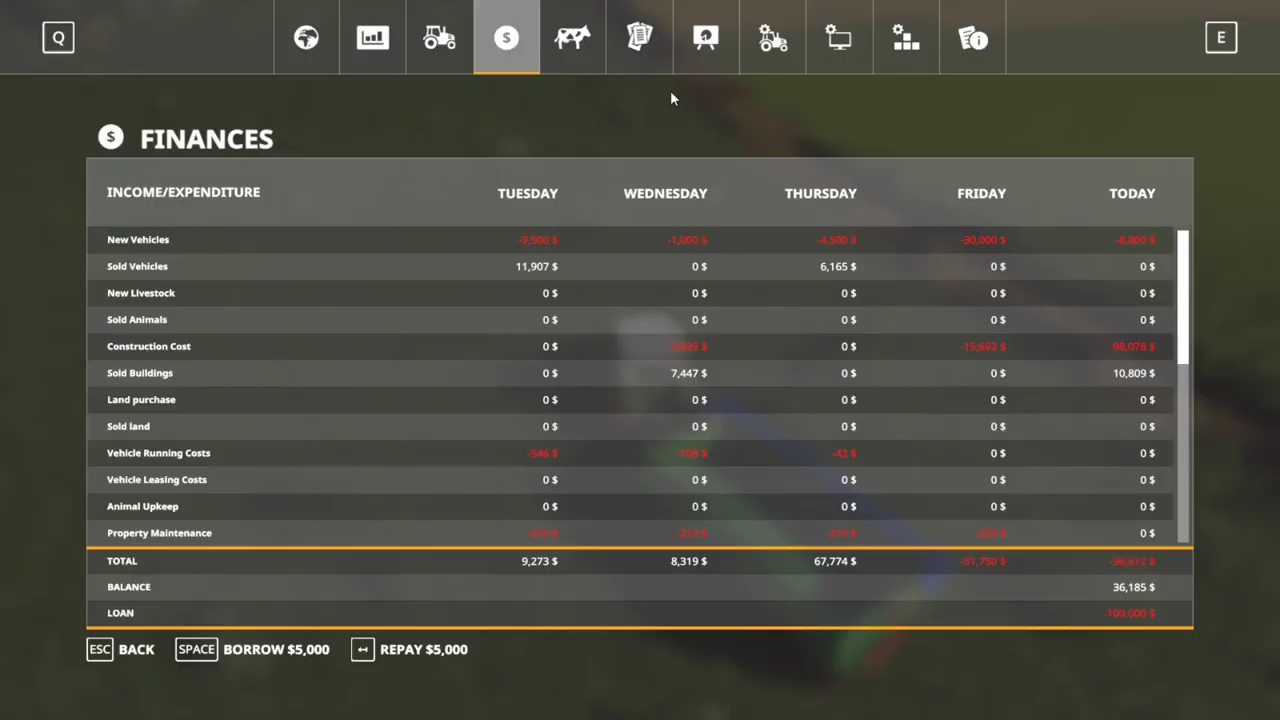 Q E
FINANCES
INCOME/EXPENDITURE TUESDAY WEDNESDAY THURSDAY FRIDAY TODAY
New Vehicles -9,500 $ -1,000 $ -4,500 $ -30,000 $ -8,800 $
Sold Vehicles 11,907 $ 0 $ 6,165 $ 0 $ 0 $
New Livestock 0 $ 0 $ 0 $ 0 $ 0 $
Sold Animals 0 $ 0 $ 0 $ 0 $ 0 $
Construction Cost 0 $ $ 0 $ -15,692 $ -98,078 $
Sold Buildings 0 $ 7,447 $ 0 $ 0 $ 10,809 $
Land purchase 0 $ 0 $ 0 $ 0 $ 0 $
Sold land 0 $ 0 $ 0 $ 0 $ 0 $
Vehicle Running Costs -546 $ $ -43 $ 0 $ 0 $
Vehicle Leasing Costs 0 $ 0 $ 0 $ 0 $ 0 $
Animal Upkeep 0 $ 0 $ 0 $ 0 $ 0 $
Property Maintenance 0 $
TOTAL 9,273 $ 8,319 $ 67,774 $ -51,750 $
BALANCE 36,185 $
LOAN -100,000 $
ESC BACK SPACE BORROW $5,000 ↤ REPAY $5,000